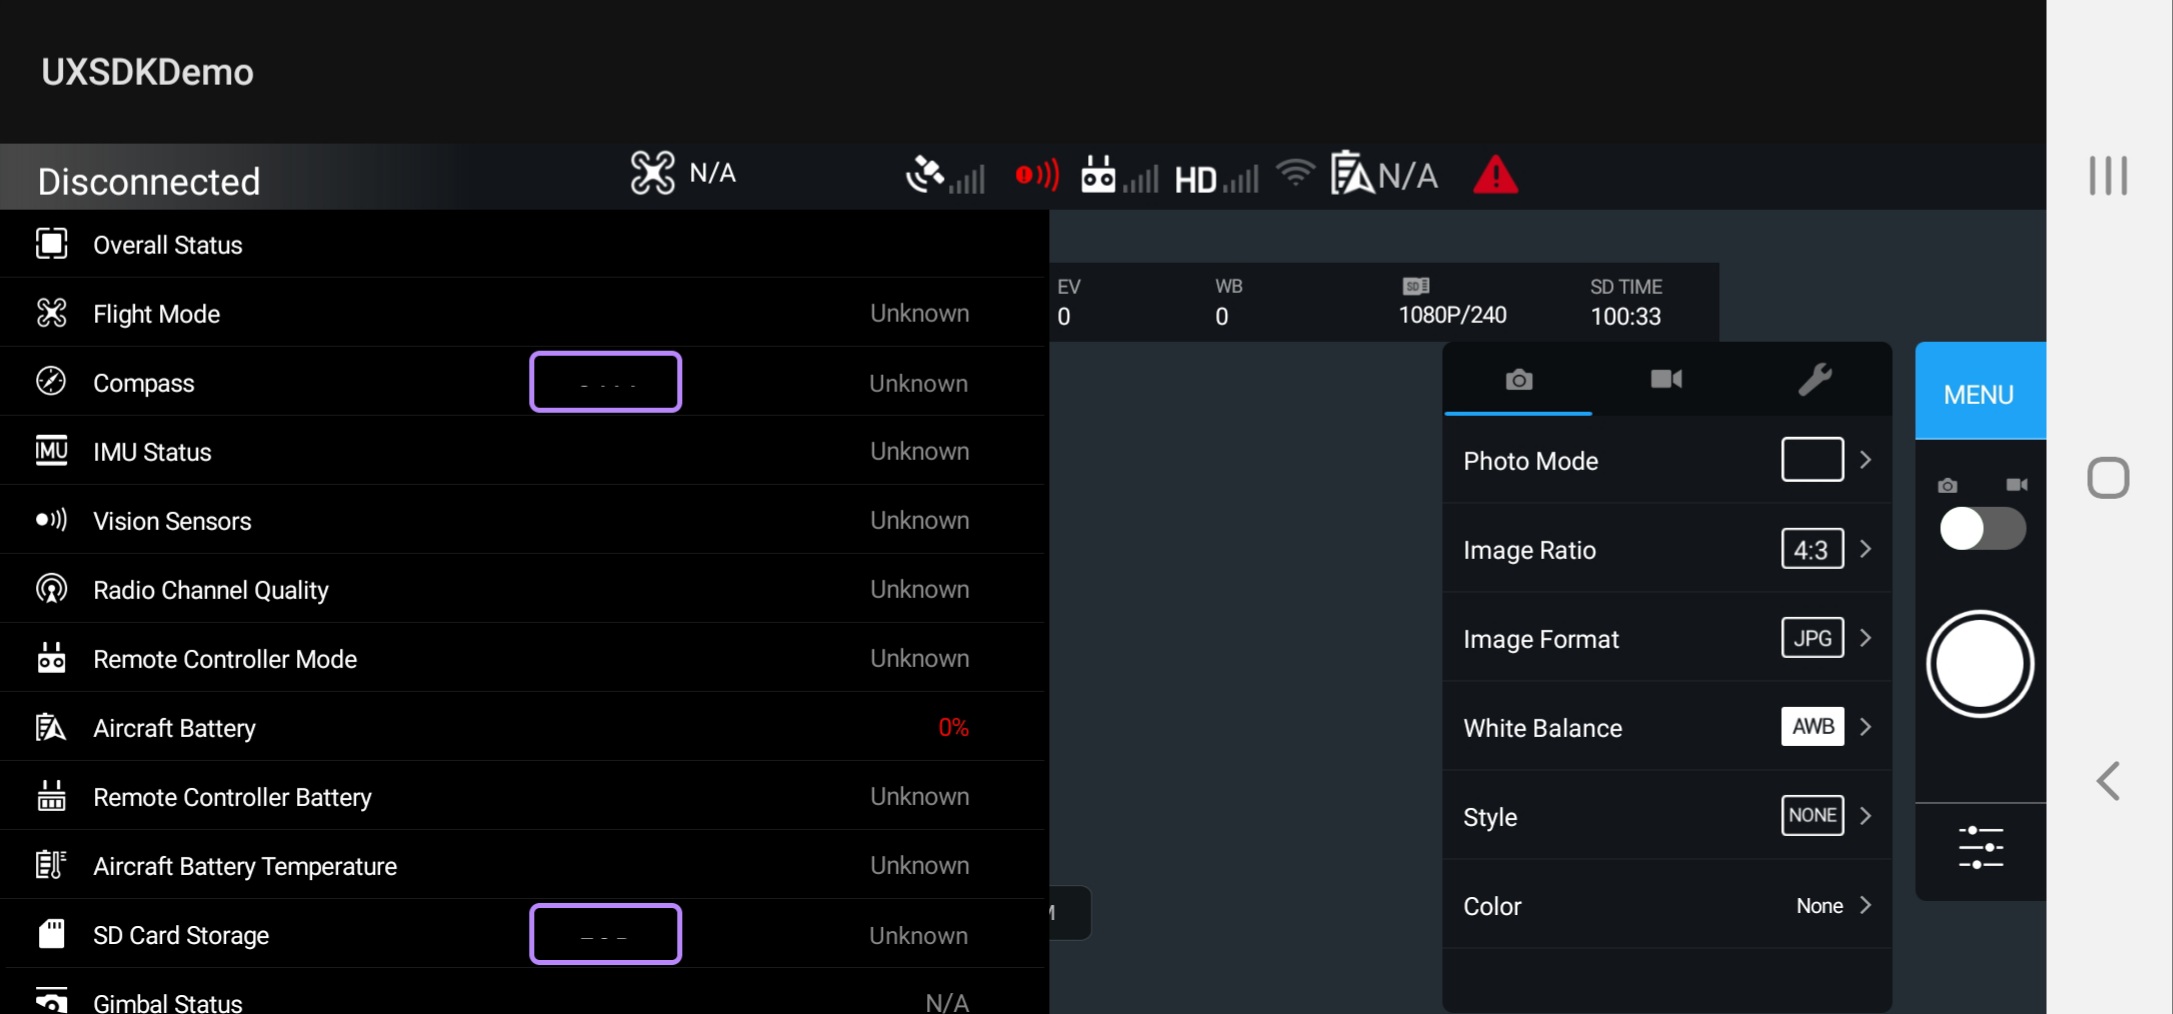 UXSDKDemo
Disconnected
N/A
HD
N/A
Overall Status
Flight Mode Unknown
Compass Unknown
IMU IMU Status Unknown
Vision Sensors Unknown
Radio Channel Quality Unknown
Remote Controller Mode Unknown
Aircraft Battery 0%
Remote Controller Battery Unknown
Aircraft Battery Temperature Unknown
SD Card Storage Unknown
Gimbal Status N/A
EV WB SD SD TIME
0 0 1080P/240 100:33
Photo Mode
Image Ratio 4:3
Image Format JPG
White Balance AWB
Style NONE
Color None
MENU